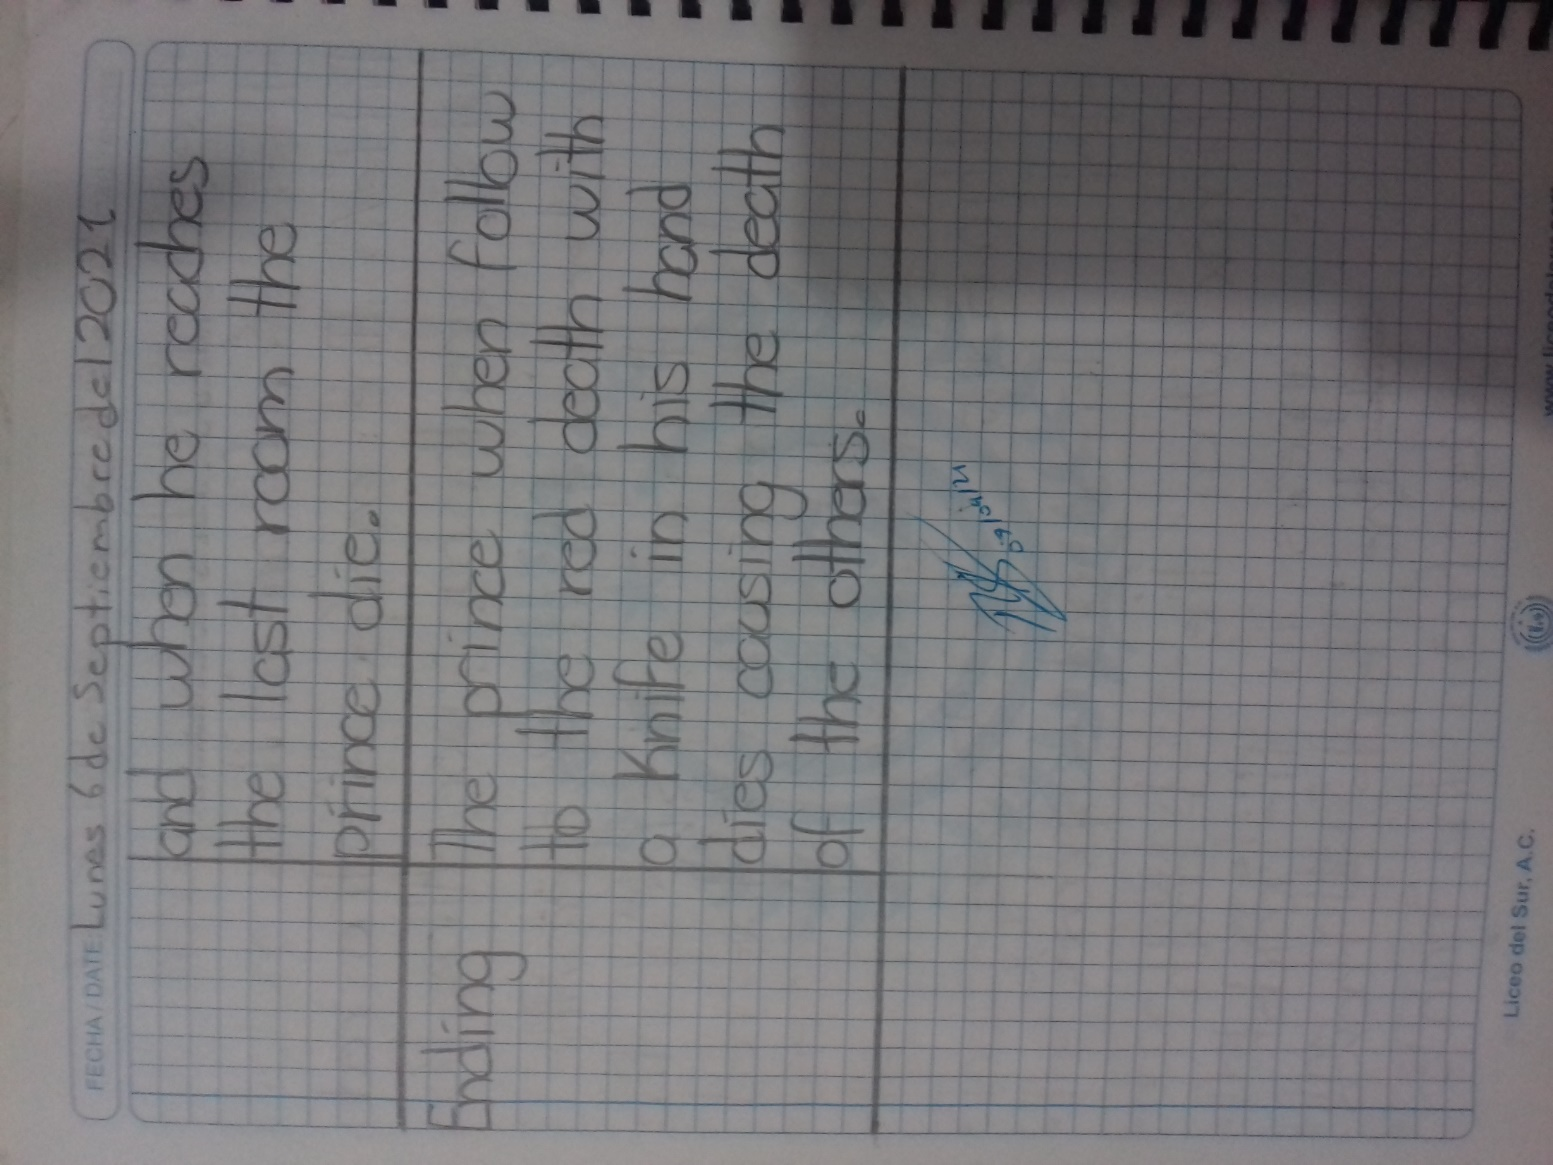 FECHA / DATE Lunes 6 de Septiembre del 2021
and when he reaches
the last room the
prince die.
Ending
The prince when follow
to the red death with
a knife in his hand
dies causing the death
of the others.
Liceo del Sur, A.C.